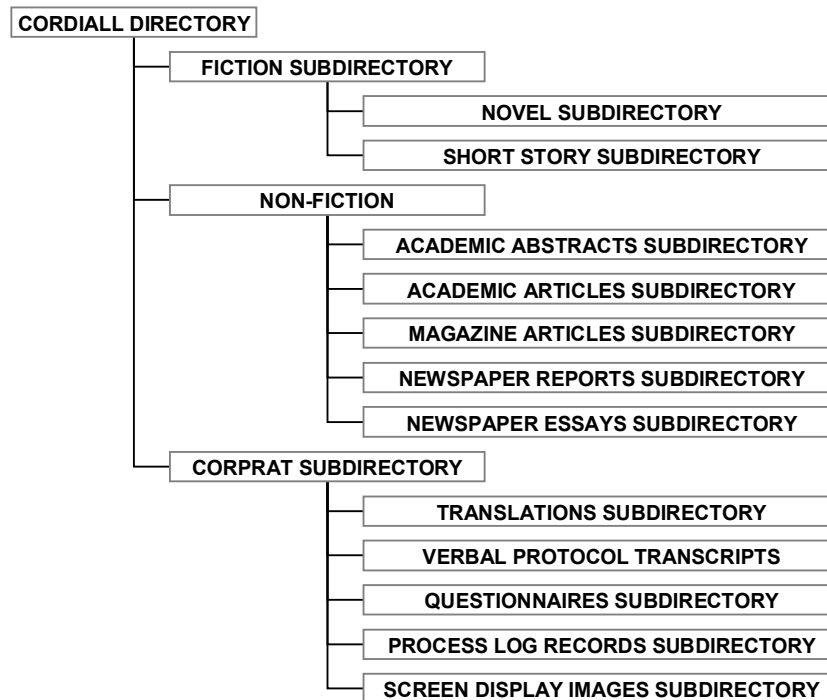 CORDIALL DIRECTORY
FICTION SUBDIRECTORY
NOVEL SUBDIRECTORY
SHORT STORY SUBDIRECTORY
NON-FICTION
ACADEMIC ABSTRACTS SUBDIRECTORY
ACADEMIC ARTICLES SUBDIRECTORY
MAGAZINE ARTICLES SUBDIRECTORY
NEWSPAPER REPORTS SUBDIRECTORY
NEWSPAPER ESSAYS SUBDIRECTORY
CORPRAT SUBDIRECTORY
TRANSLATIONS SUBDIRECTORY
VERBAL PROTOCOL TRANSCRIPTS
QUESTIONNAIRES SUBDIRECTORY
PROCESS LOG RECORDS SUBDIRECTORY
SCREEN DISPLAY IMAGES SUBDIRECTORY